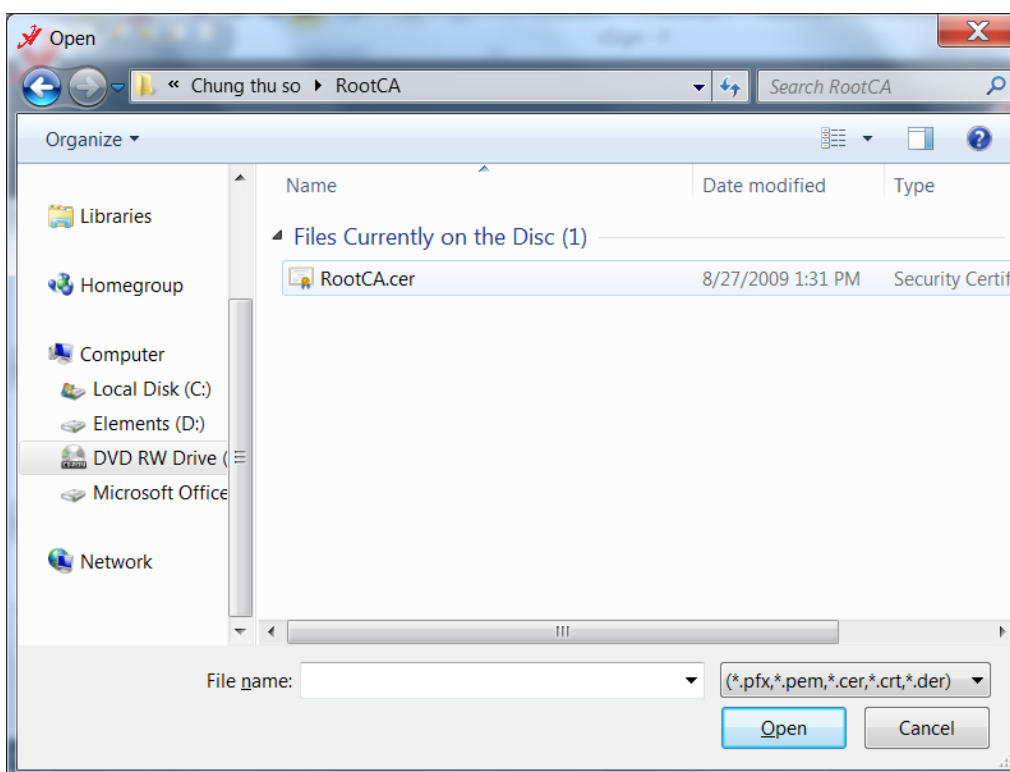 Open
« Chung thu so RootCA
Search RootCA
Organize
Name Date modified Type
Libraries
Files Currently on the Disc (1)
RootCA.cer 8/27/2009 1:31 PM Security Certif
Homegroup
Computer
Local Disk (C:)
Elements (D:)
DVD RW Drive (
Microsoft Office
Network
File name:
(*.pfx,*.pem,*.cer,*.crt,*.der)
Open Cancel